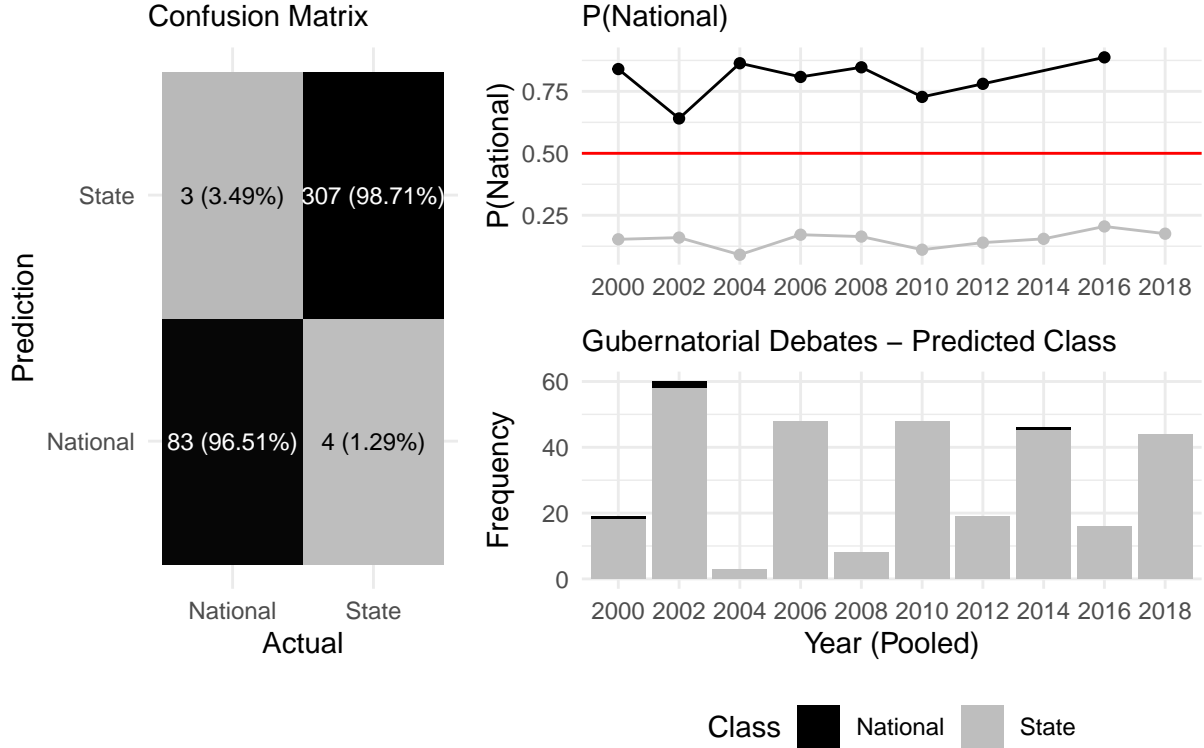 Confusion Matrix
Prediction
State
National
3 (3.49%)
307 (98.71%)
83 (96.51%)
4 (1.29%)
National
State
Actual
P(National)
P(National)
0.75
0.50
0.25
2000 2002 2004 2006 2008 2010 2012 2014 2016 2018
Gubernatorial Debates − Predicted Class
Frequency
60
40
20
0
2000 2002 2004 2006 2008 2010 2012 2014 2016 2018
Year (Pooled)
Class National State